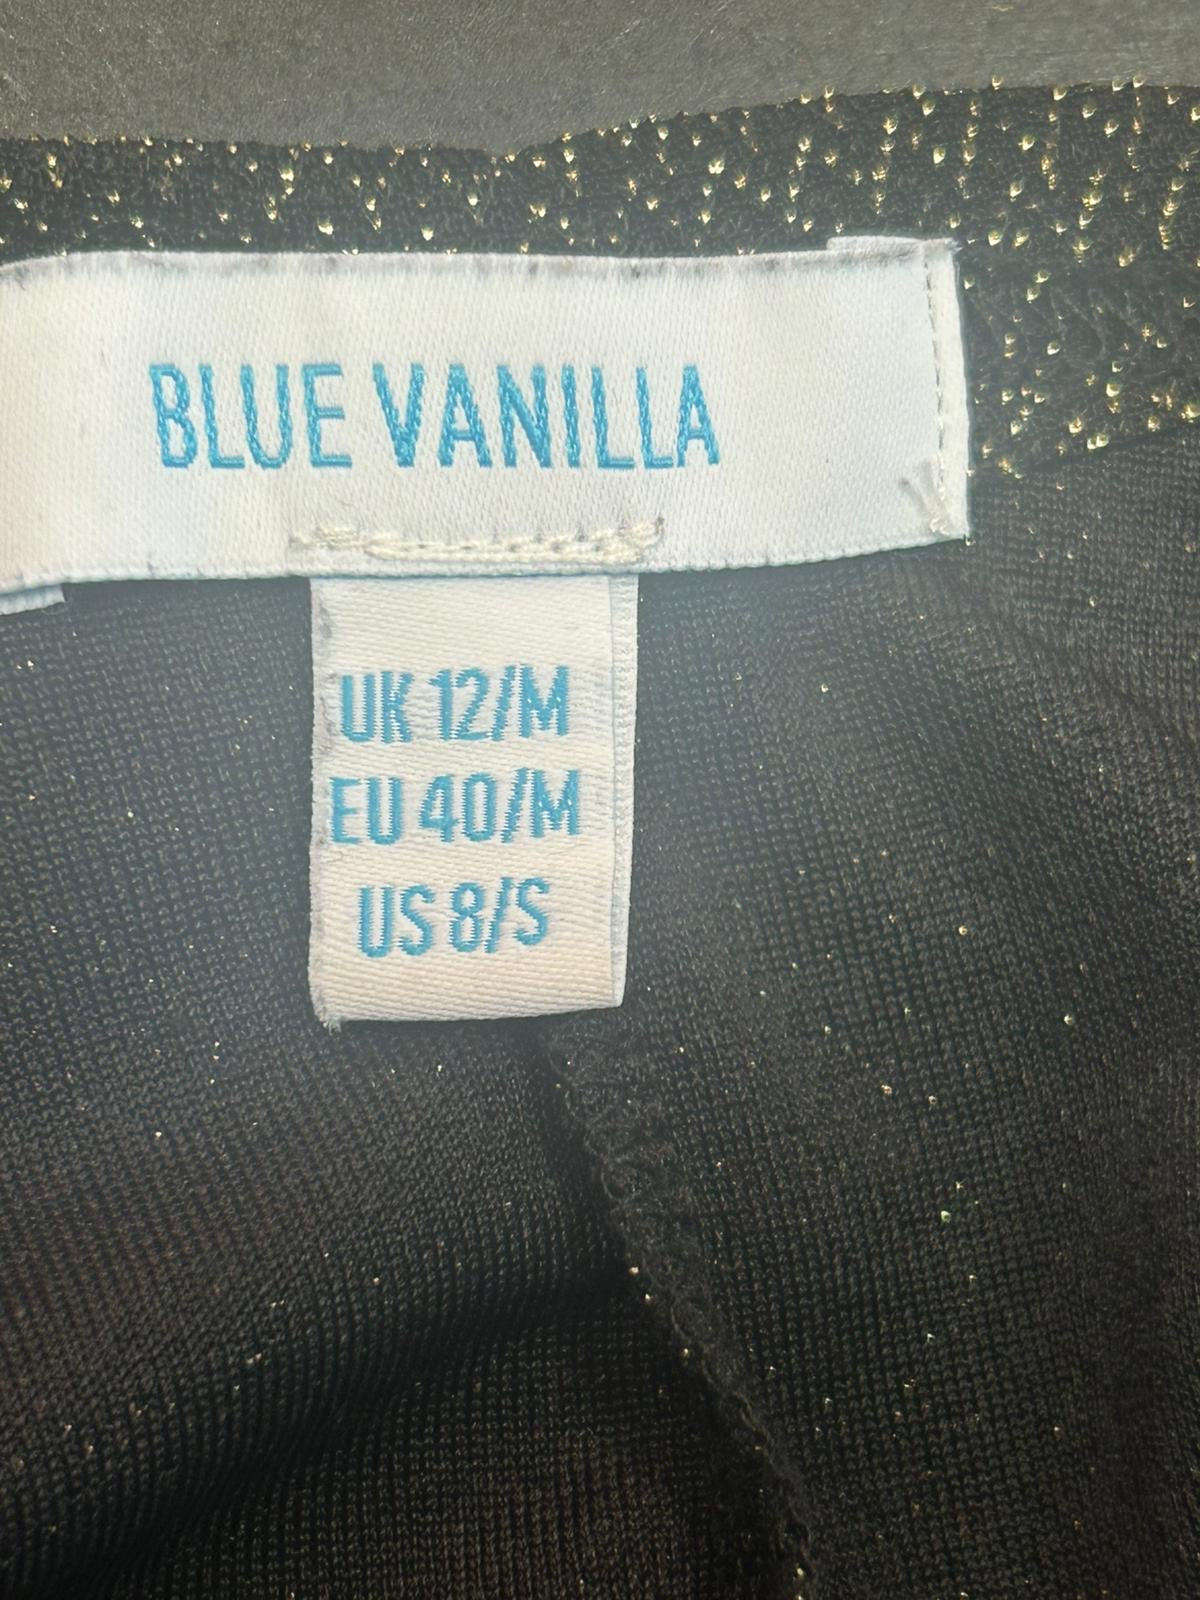 BLUE VANILLA
UK 12/M
EU 40/M
US 8/S